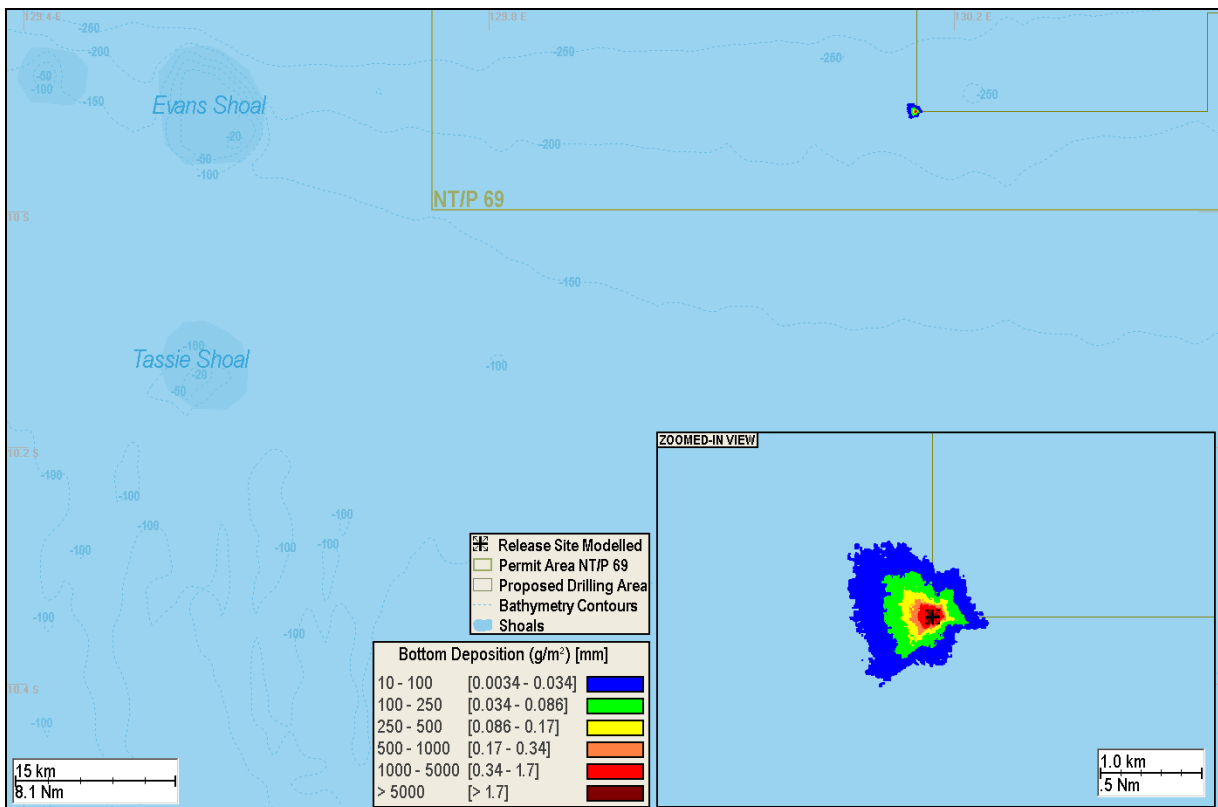 129.4 E
129.8 E
130.2 E
-250
-200
-250
-250
-50
-100
-150
Evans Shoal
-250
-20
-50
-200
-100
NT/P 69
10 S
-150
-100
Tassie Shoal
-100
-20
-50
10.2 S
-100
-100
-100
-100
-100
-100
-100
-100
-100
10.4 S
-100
ZOOMED-IN VIEW
Release Site Modelled
Permit Area NT/P 69
Proposed Drilling Area
Bathymetry Contours
Shoals
Bottom Deposition (g/m²) [mm]
10 - 100 [0.0034 - 0.034]
100 - 250 [0.034 - 0.086]
250 - 500 [0.086 - 0.17]
500 - 1000 [0.17 - 0.34]
1000 - 5000 [0.34 - 1.7]
> 5000 [> 1.7]
15 km
8.1 Nm
1.0 km
.5 Nm